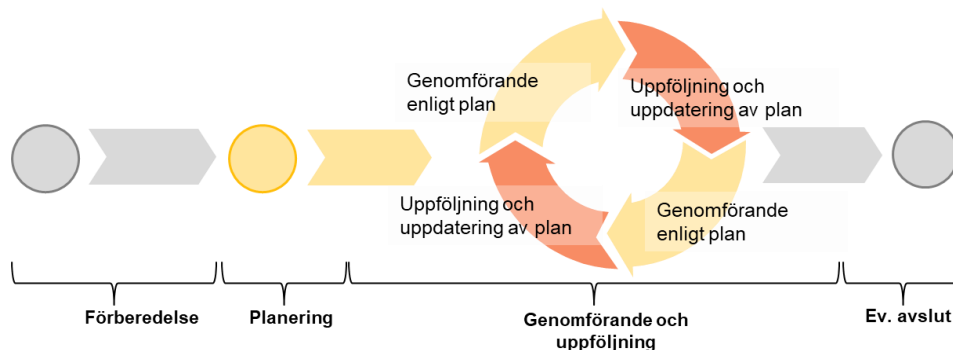 Genomförande
enligt plan
Uppföljning och
uppdatering av plan
Uppföljning och
uppdatering av plan
Genomförande
enligt plan
Förberedelse
Planering
Genomförande och
uppföljning
Ev. avslut